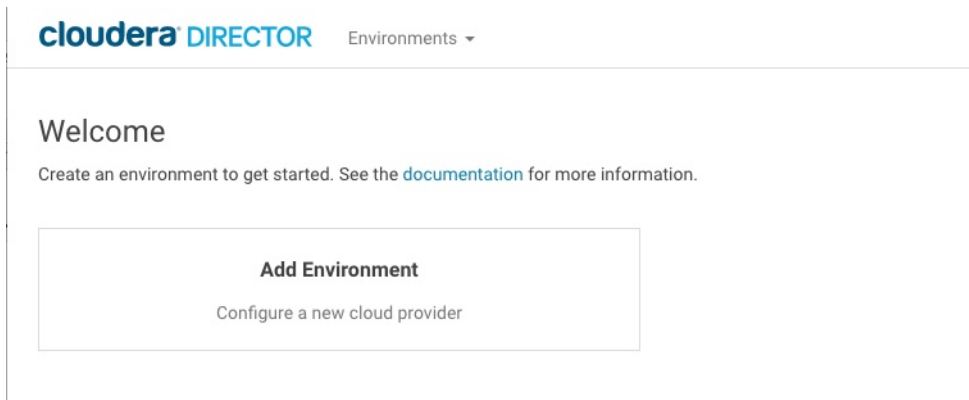 cloudera DIRECTOR Environments
Welcome
Create an environment to get started. See the documentation for more information.
Add Environment
Configure a new cloud provider